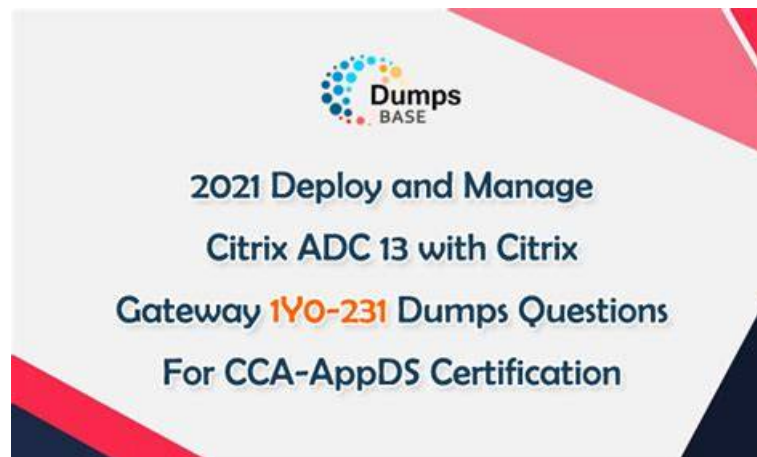 Dumps
BASE
2021 Deploy and Manage
Citrix ADC 13 with Citrix
Gateway 1Y0-231 Dumps Questions
For CCA-AppDS Certification